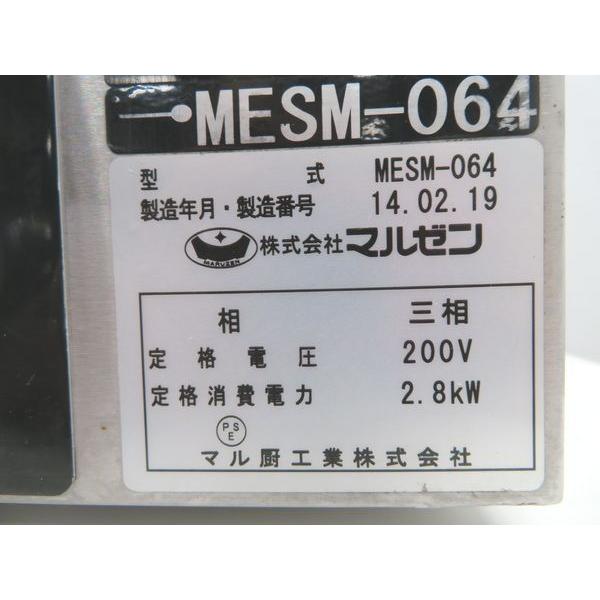 MESM-064
型式 MESM-064
製造年月・製造番号 14.02.19
MARUZEN 株式会社マルゼン
相 三相
定格電圧 200V
定格消費電力 2.8kW
PSE
マル厨工業株式会社